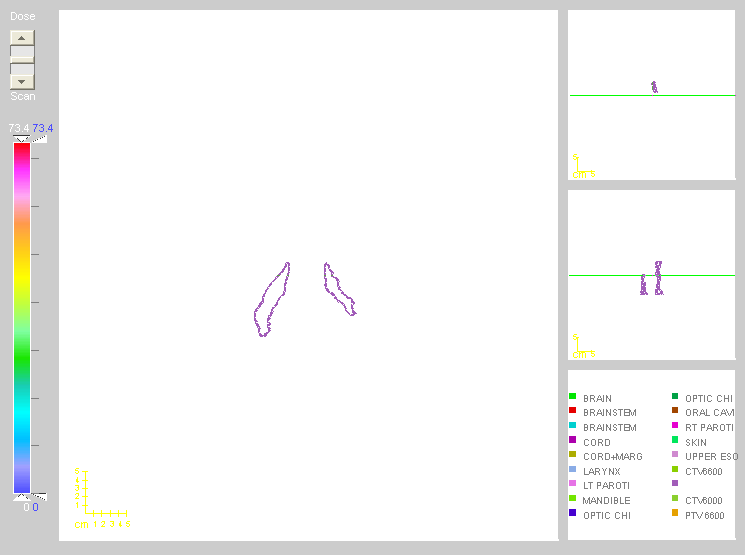 Dose
Scan
73.4 73.4
0 0
5
4
3
2
1
cm 1 2 3 4 5
5
cm 5
5
cm 5
BRAIN OPTIC CHI
BRAINSTEM ORAL CAVI
BRAINSTEM RT PAROTI
CORD SKIN
CORD+MARG UPPER ESO
LARYNX CTV6600
LT PAROTI
MANDIBLE CTV6000
OPTIC CHI PTV6600